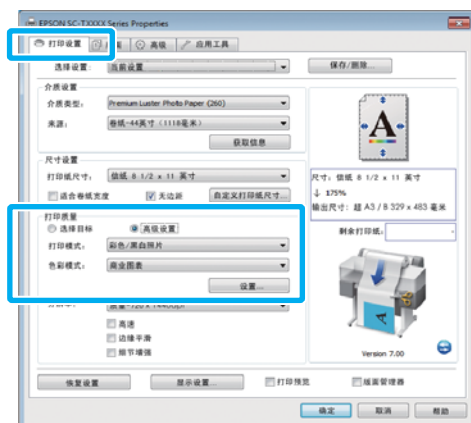 EPSON SC-TXXXX Series Properties
打印设置 高级 应用工具
选择设置: 当前设置 保存/删除...
介质设置
介质类型: Premium Luster Photo Paper (260)
来源: 卷纸-44英寸 (1118毫米)
获取信息
尺寸设置
打印纸尺寸: 信纸 8 1/2 x 11 英寸
适合卷纸宽度 无边距 自定义打印纸尺寸...
打印质量
选择目标 高级设置
打印模式: 彩色/黑白照片
色彩模式: 商业图表
设置...
高速
边缘平滑
细节增强
尺寸: 信纸 8 1/2 x 11 英寸
↓ 175%
输出尺寸: 超 A3 / B 329 x 483 毫米
剩余打印纸:
Version 7.00
恢复设置 显示设置... 打印预览 版面管理器
确定 取消 帮助